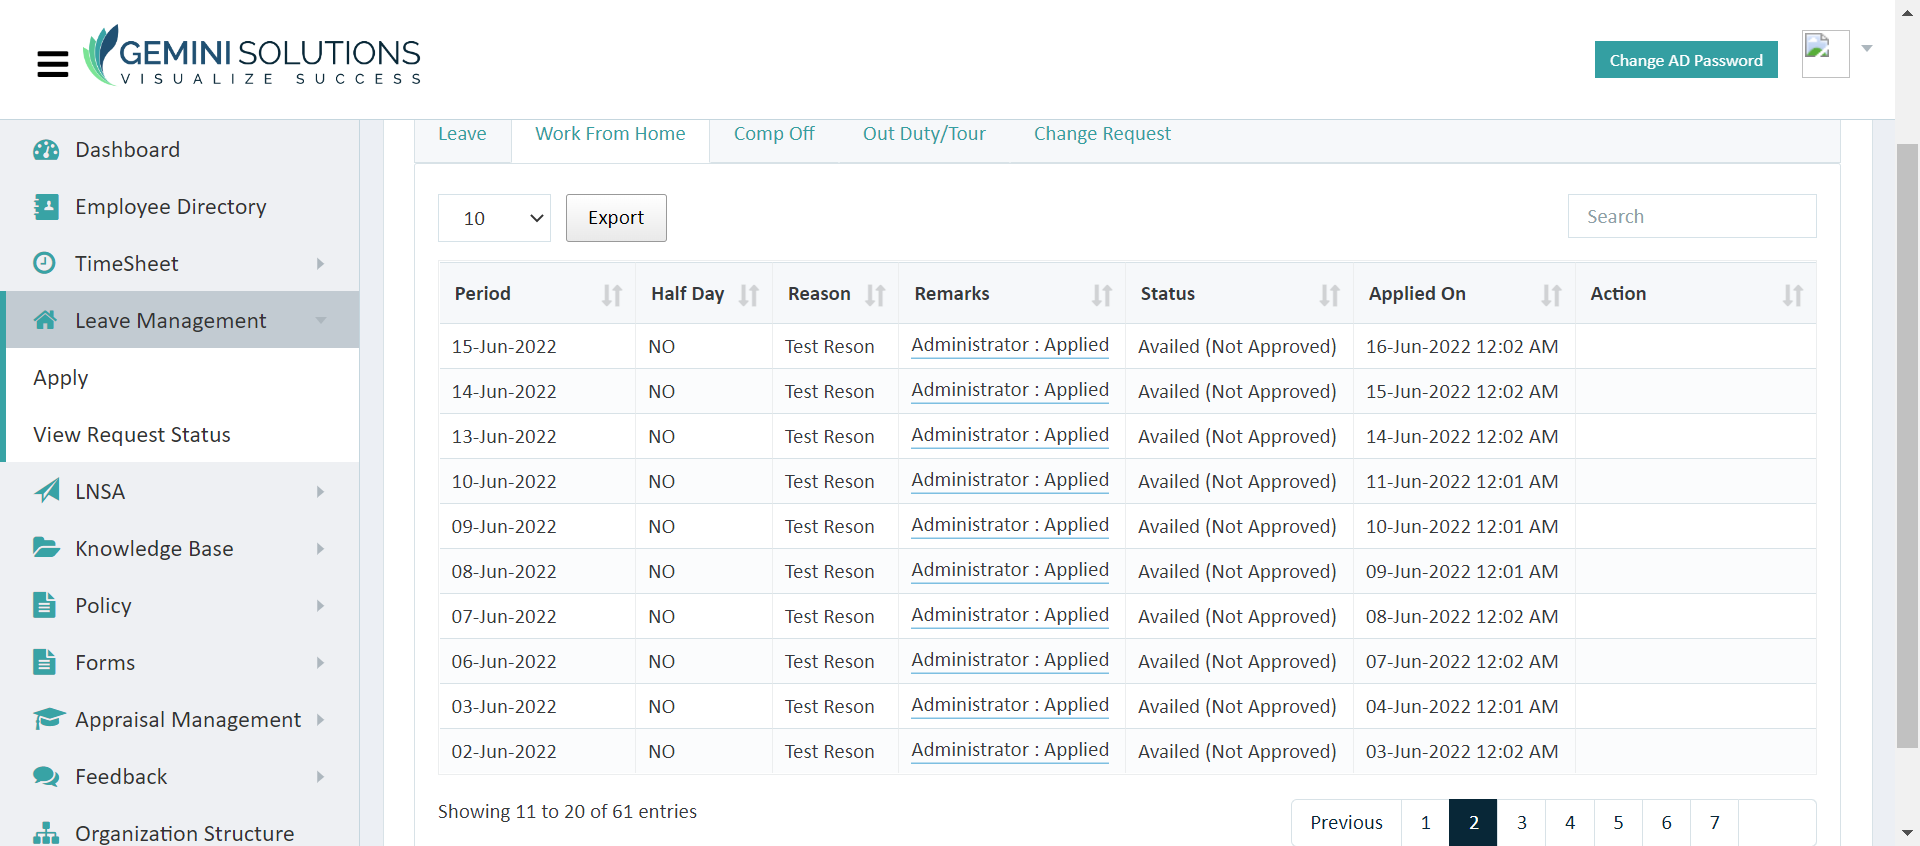 GEMINI SOLUTIONS
VISUALIZE SUCCESS
Change AD Password
Dashboard
Employee Directory
TimeSheet
Leave Management
Apply
View Request Status
LNSA
Knowledge Base
Policy
Forms
Appraisal Management
Feedback
Organization Structure
Leave Work From Home Comp Off Out Duty/Tour Change Request
10 Export Search
Period Half Day Reason Remarks Status Applied On Action
15-Jun-2022 NO Test Reson Administrator : Applied Availed (Not Approved) 16-Jun-2022 12:02 AM
14-Jun-2022 NO Test Reson Administrator : Applied Availed (Not Approved) 15-Jun-2022 12:02 AM
13-Jun-2022 NO Test Reson Administrator : Applied Availed (Not Approved) 14-Jun-2022 12:02 AM
10-Jun-2022 NO Test Reson Administrator : Applied Availed (Not Approved) 11-Jun-2022 12:01 AM
09-Jun-2022 NO Test Reson Administrator : Applied Availed (Not Approved) 10-Jun-2022 12:01 AM
08-Jun-2022 NO Test Reson Administrator : Applied Availed (Not Approved) 09-Jun-2022 12:01 AM
07-Jun-2022 NO Test Reson Administrator : Applied Availed (Not Approved) 08-Jun-2022 12:02 AM
06-Jun-2022 NO Test Reson Administrator : Applied Availed (Not Approved) 07-Jun-2022 12:02 AM
03-Jun-2022 NO Test Reson Administrator : Applied Availed (Not Approved) 04-Jun-2022 12:01 AM
02-Jun-2022 NO Test Reson Administrator : Applied Availed (Not Approved) 03-Jun-2022 12:02 AM
Showing 11 to 20 of 61 entries
Previous 1 2 3 4 5 6 7